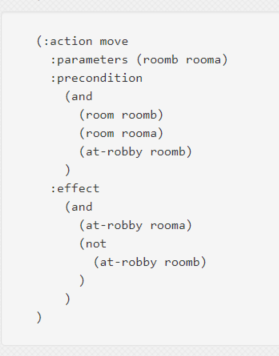 (:action move
:parameters (roomb rooma)
:precondition
(and
(room roomb)
(room rooma)
(at-robby roomb)
)
:effect
(and
(at-robby rooma)
(not
(at-robby roomb)
)
)
)